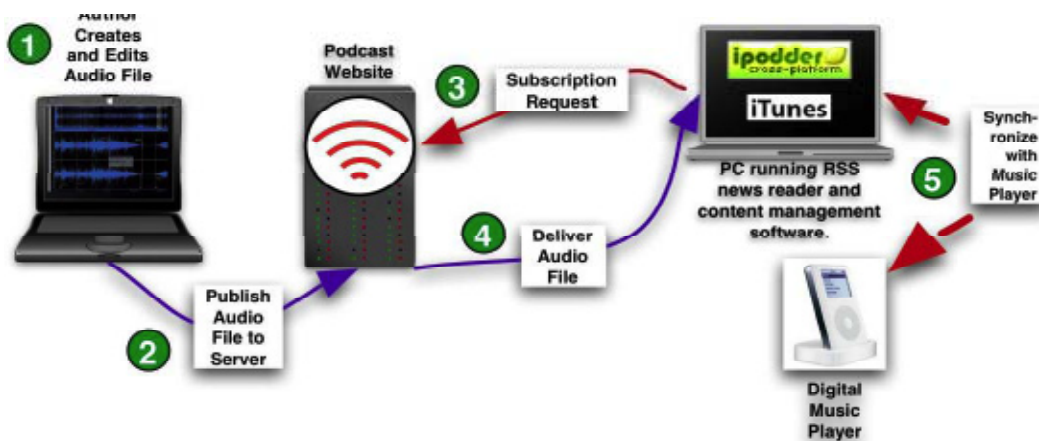 1
Author
Creates
and Edits
Audio File
Podcast
Website
3
Subscription
Request
ipodder
cross-platform
iTunes
Synch-
ronize
with
Music
Player
5
PC running RSS
news reader and
content management
software.
4
Deliver
Audio
File
2
Publish
Audio
File to
Server
Digital
Music
Player